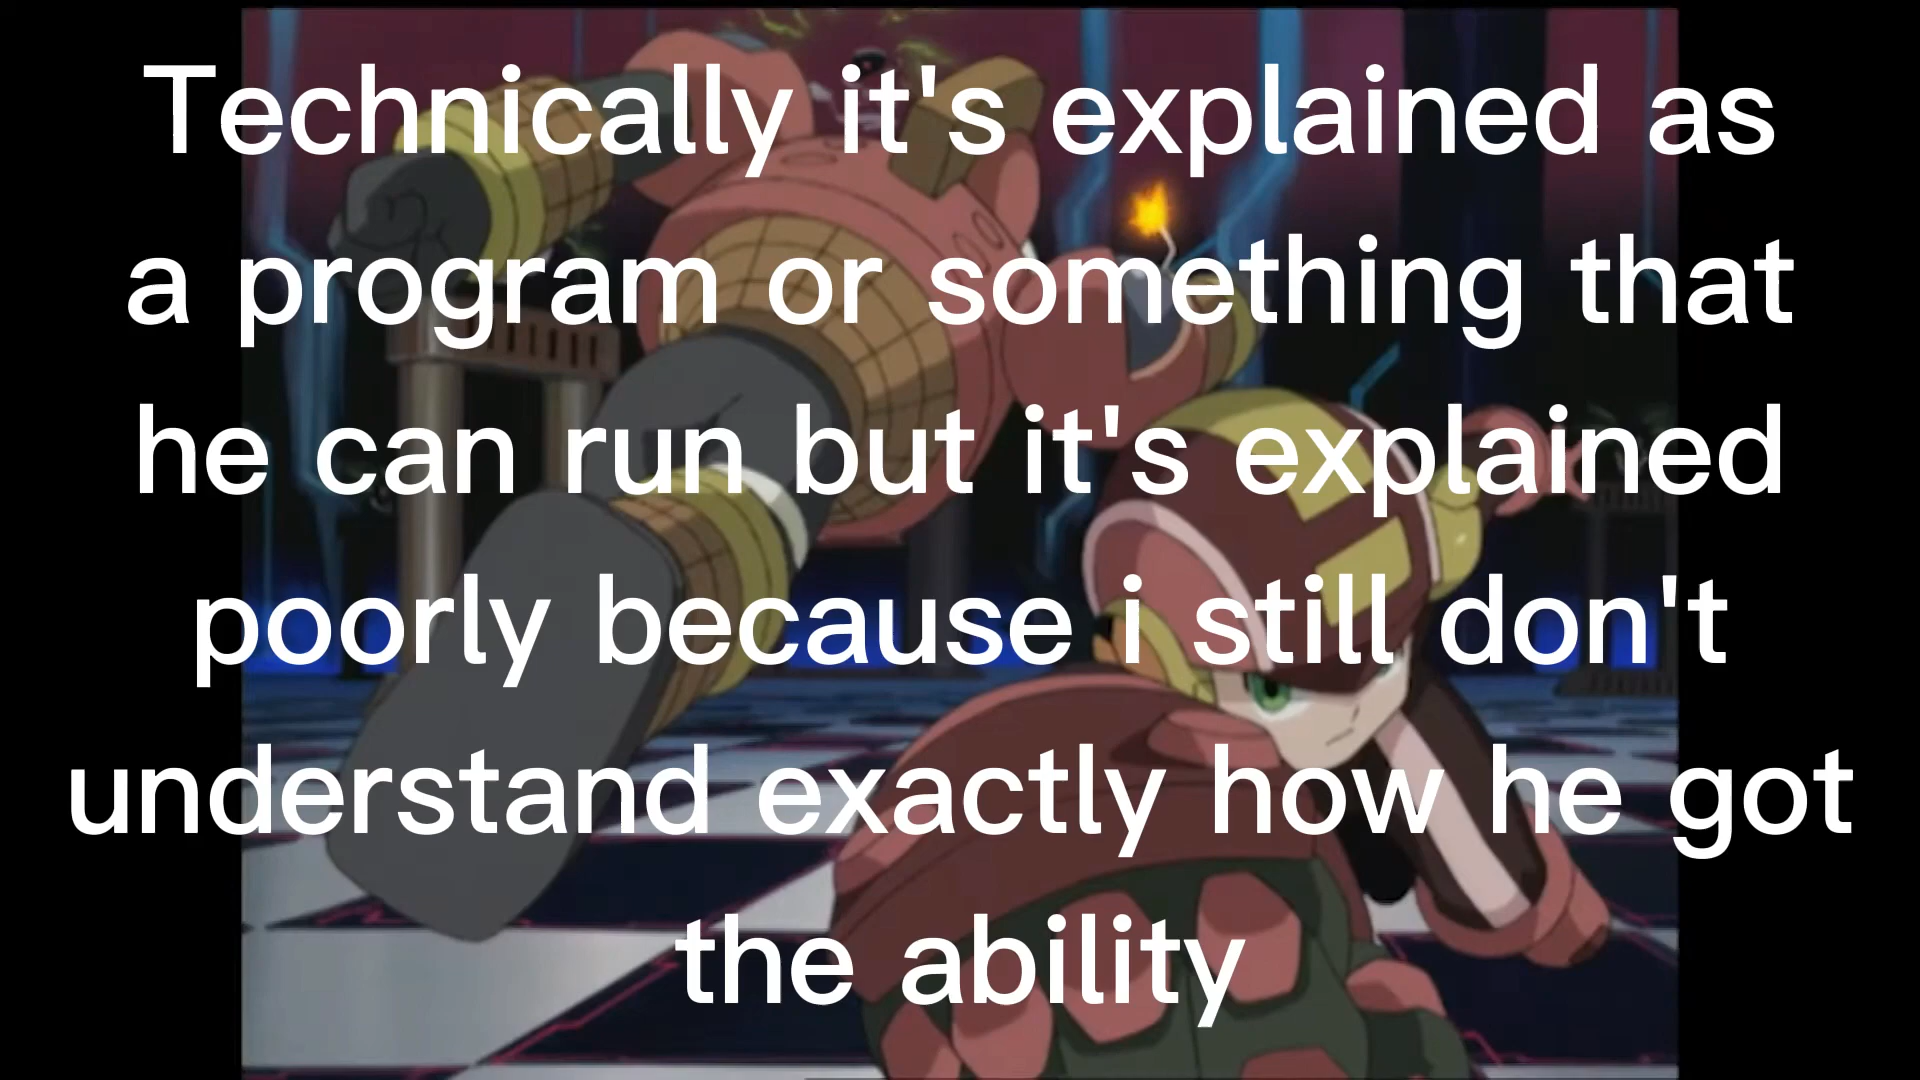 Technically it's explained as
a program or something that
he can run but it's explained
poorly because i still don't
understand exactly how he got
the ability